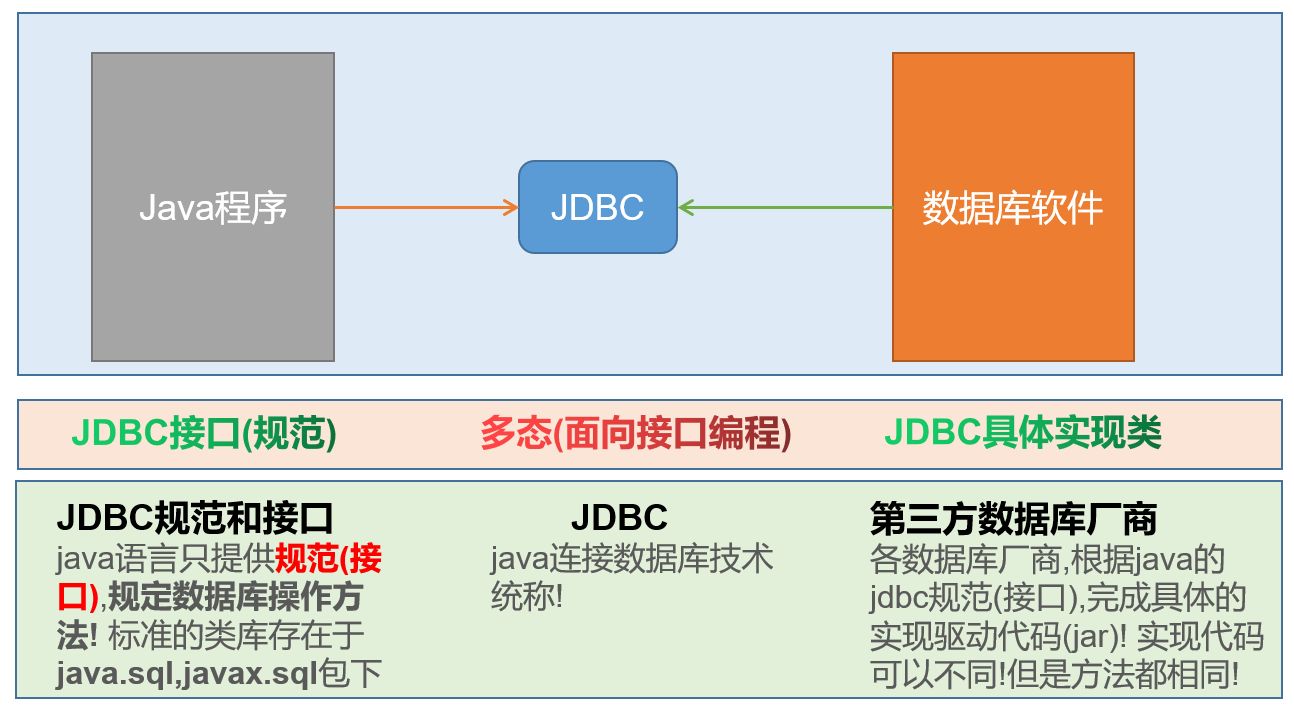 Java程序
JDBC
数据库软件
JDBC接口(规范)
多态(面向接口编程)
JDBC具体实现类
JDBC规范和接口
java语言只提供规范(接
口),规定数据库操作方
法! 标准的类库存在于
java.sql,javax.sql包下
JDBC
java连接数据库技术
统称!
第三方数据库厂商
各数据库厂商,根据java的
jdbc规范(接口),完成具体的
实现驱动代码(jar)! 实现代码
可以不同!但是方法都相同!